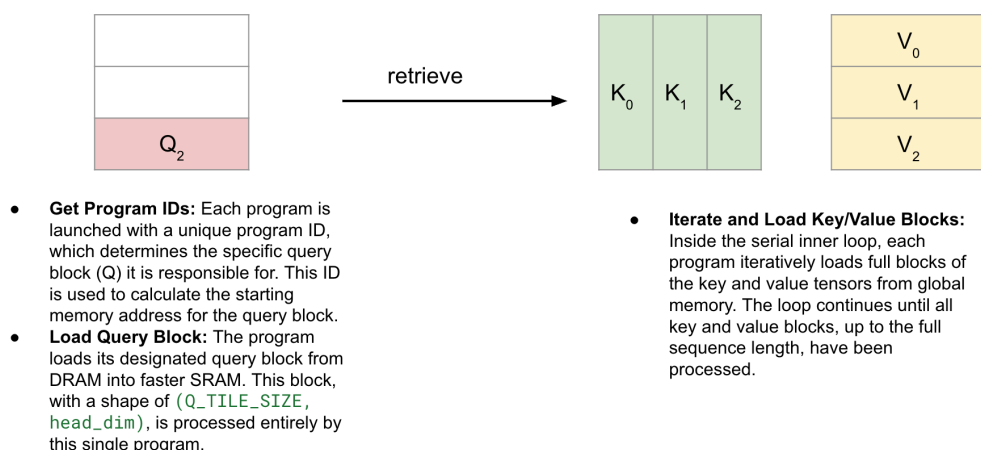 retrieve
Q2
K0 K1 K2
V0
V1
V2
● Get Program IDs: Each program is
launched with a unique program ID,
which determines the specific query
block (Q) it is responsible for. This ID
is used to calculate the starting
memory address for the query block.
● Load Query Block: The program
loads its designated query block from
DRAM into faster SRAM. This block,
with a shape of (Q_TILE_SIZE,
head_dim), is processed entirely by
this single program.
● Iterate and Load Key/Value Blocks:
Inside the serial inner loop, each
program iteratively loads full blocks of
the key and value tensors from global
memory. The loop continues until all
key and value blocks, up to the full
sequence length, have been
processed.